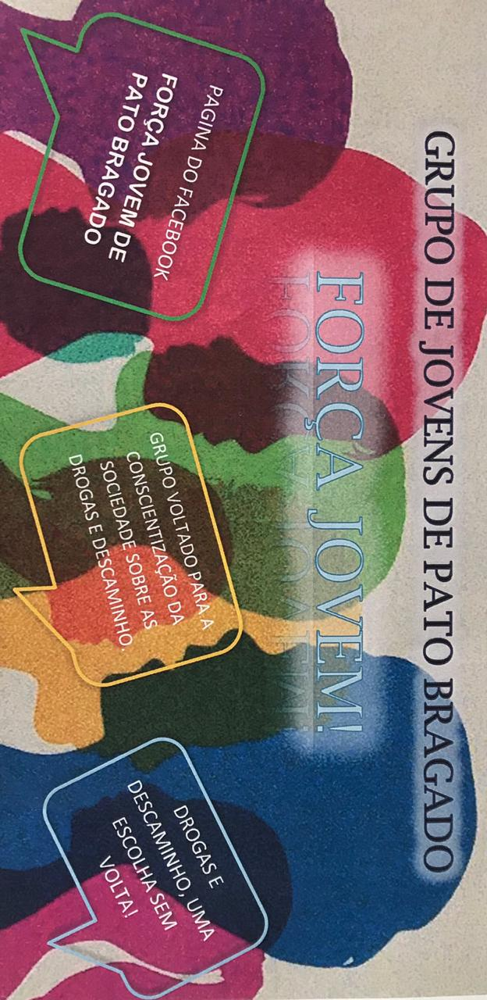 GRUPO DE JOVENS DE PATO BRAGADO
FORÇA JOVEM!
PAGINA DO FACEBOOK
FORÇA JOVEM DE
PATO BRAGADO
GRUPO VOLTADO PARA A
CONSCIENTIZAÇÃO DA
SOCIEDADE SOBRE AS
DROGAS E DESCAMINHO.
DROGAS E
DESCAMINHO, UMA
ESCOLHA SEM
VOLTA!